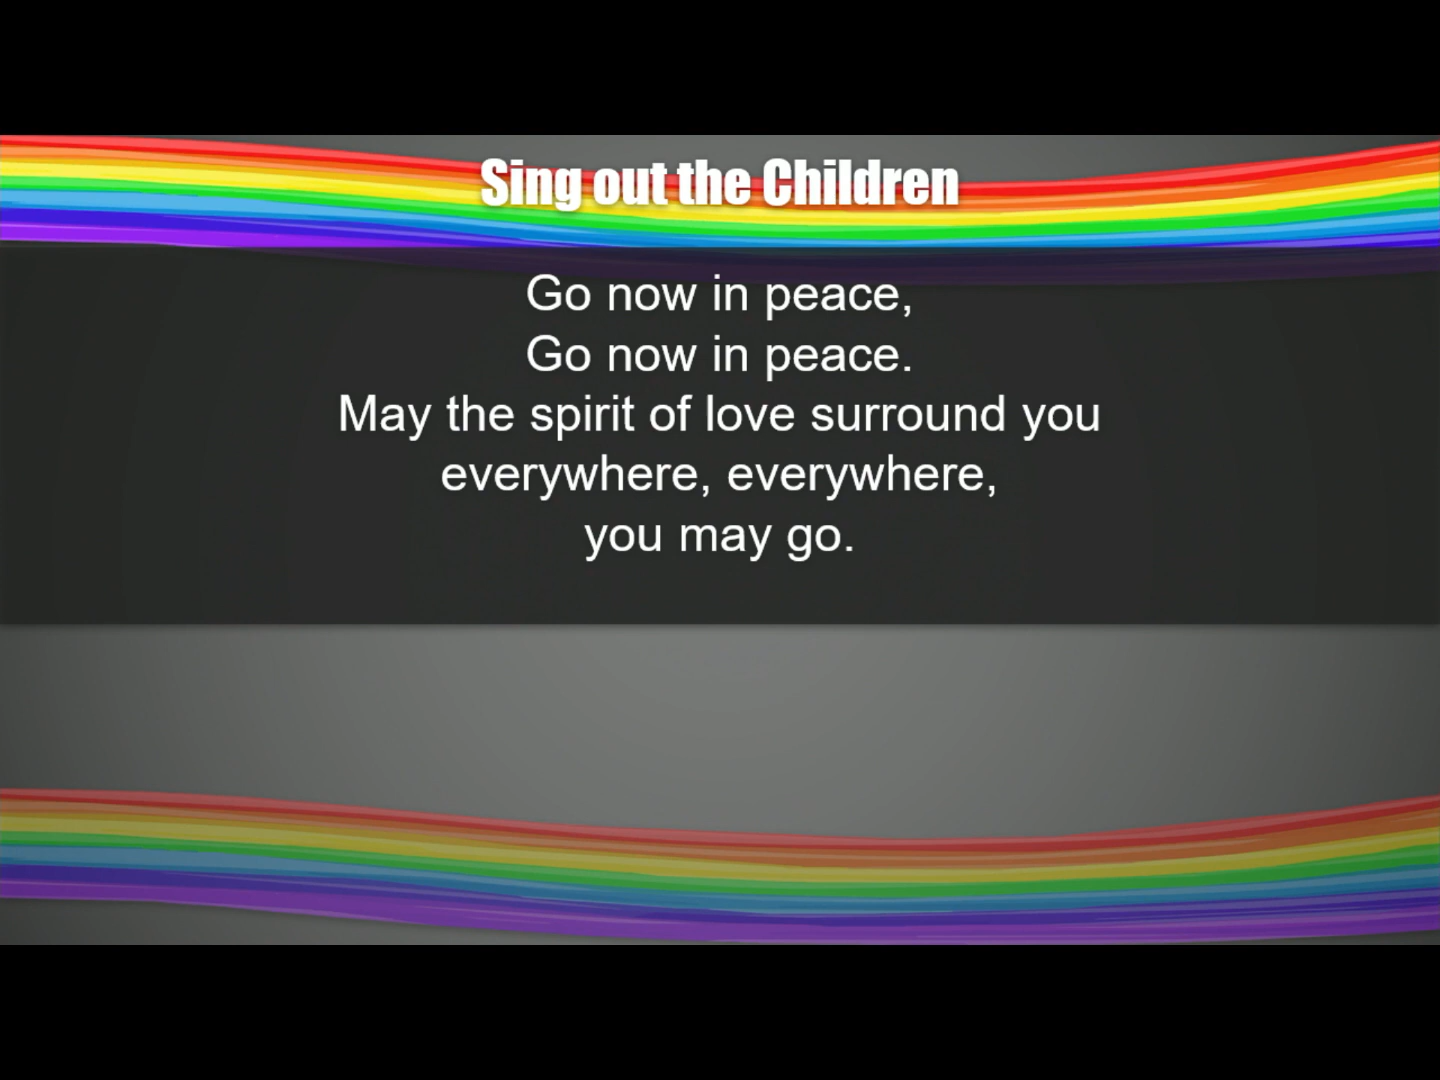 Sing out the Children
Go now in peace,
Go now in peace.
May the spirit of love surround you
everywhere, everywhere,
you may go.